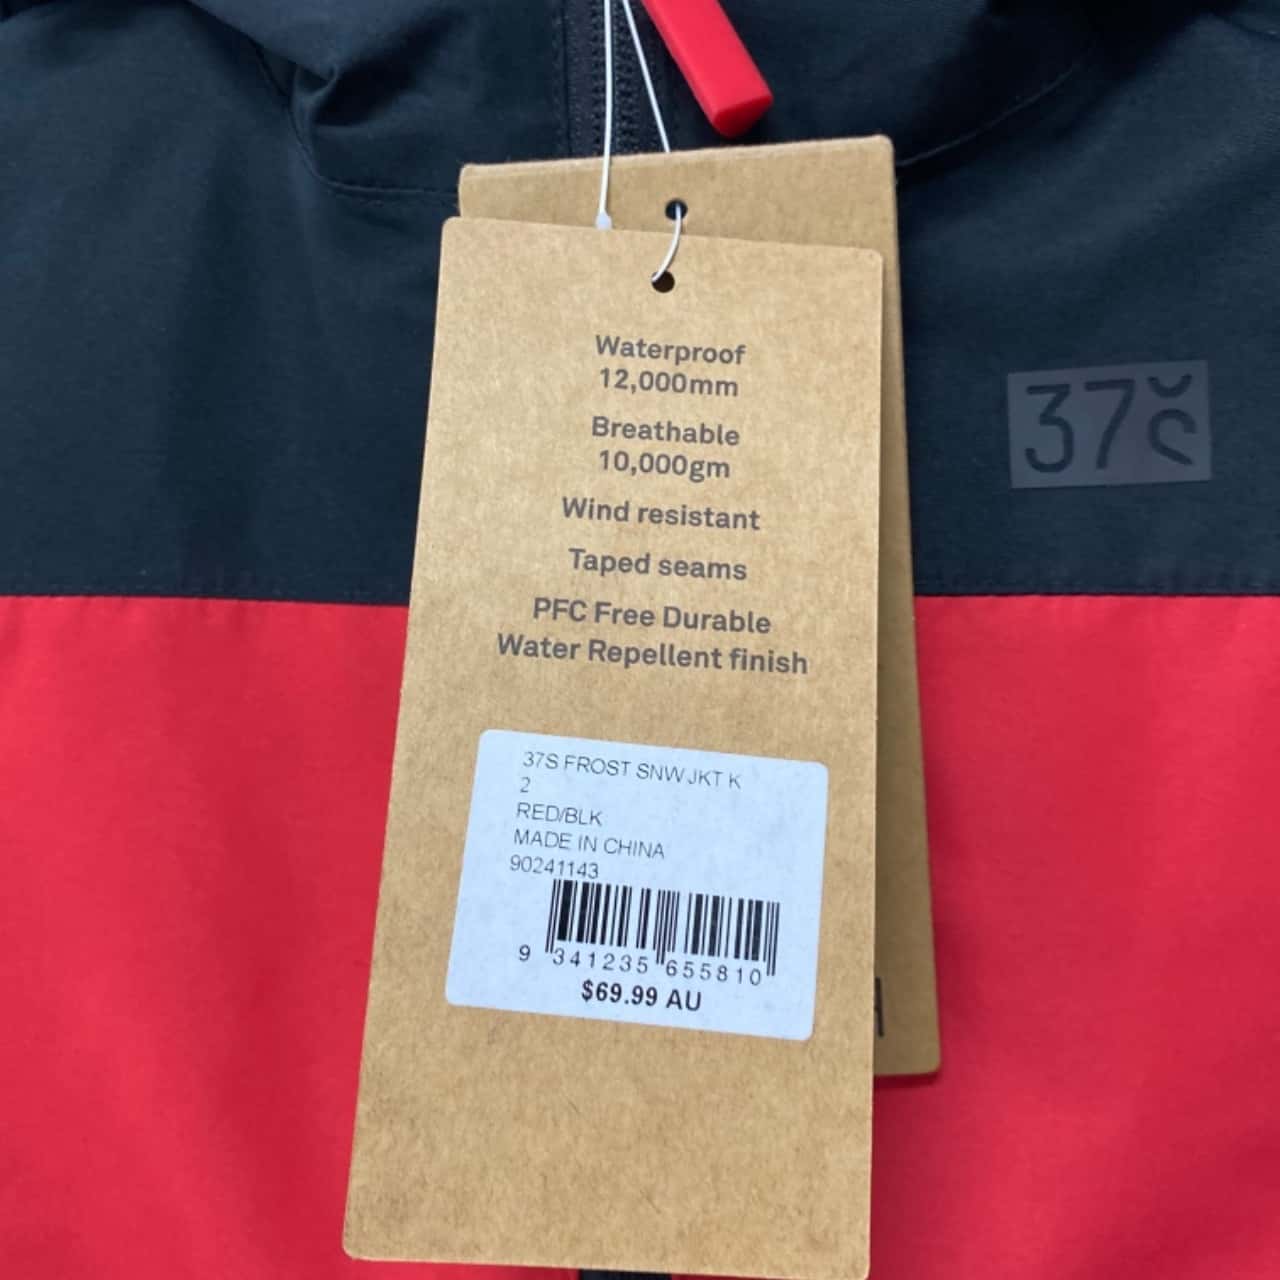 Waterproof
12,000mm
Breathable
10,000gm
Wind resistant
Taped seams
PFC Free Durable
Water Repellent finish
37S FROST SNW JKT K
2
RED/BLK
MADE IN CHINA
90241143
9 341235 655810
$69.99 AU
37S